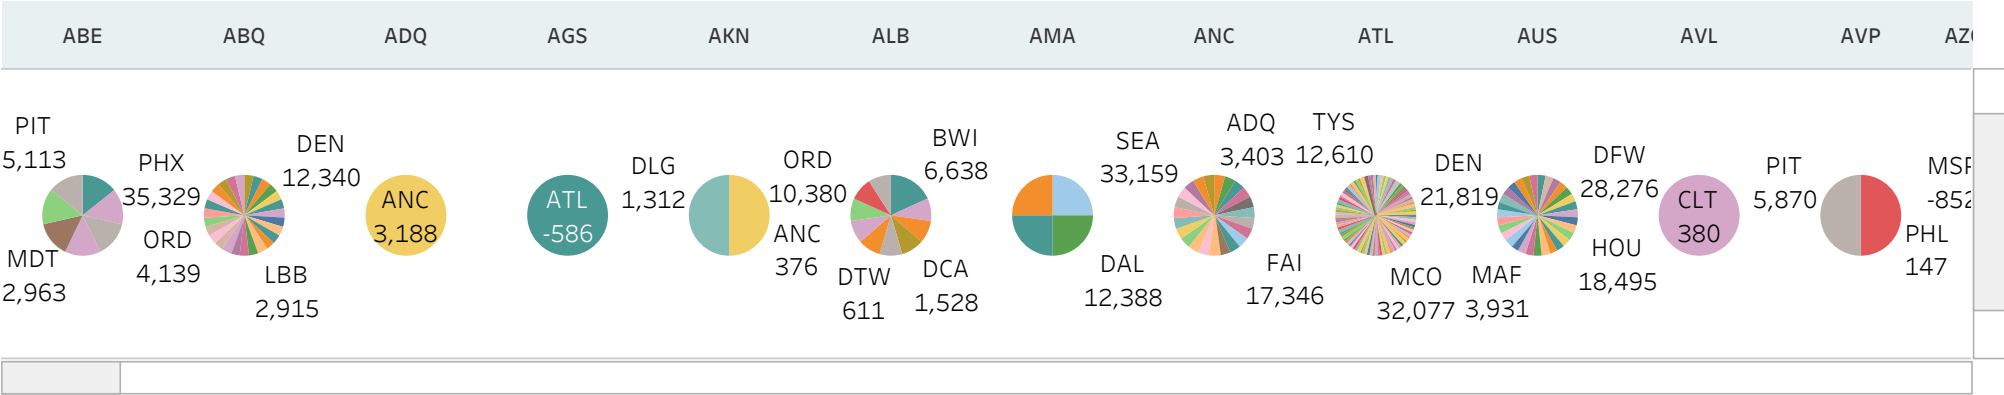 ABE ABQ ADQ AGS AKN ALB AMA ANC ATL AUS AVL AVP
PIT
5,113
MDT
2,963
PHX
35,329
ORD
4,139
DEN
12,340
LBB
2,915
ANC
3,188
ATL
-586
DLG
1,312
ORD
10,380
ANC
376
BWI
6,638
DTW
611
DCA
1,528
SEA
33,159
DAL
12,388
ADQ
3,403
FAI
17,346
TYS
12,610
MCO
32,077
DEN
21,819
MAF
3,931
DFW
28,276
HOU
18,495
CLT
380
PIT
5,870
PHL
147
-852